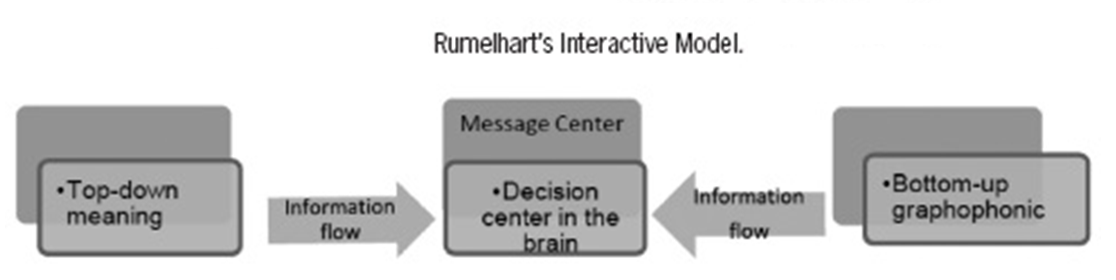 Rumelhart's Interactive Model.
•Top-down
meaning
Information
flow
Message Center
•Decision
center in the
brain
Information
flow
•Bottom-up
graphophonic